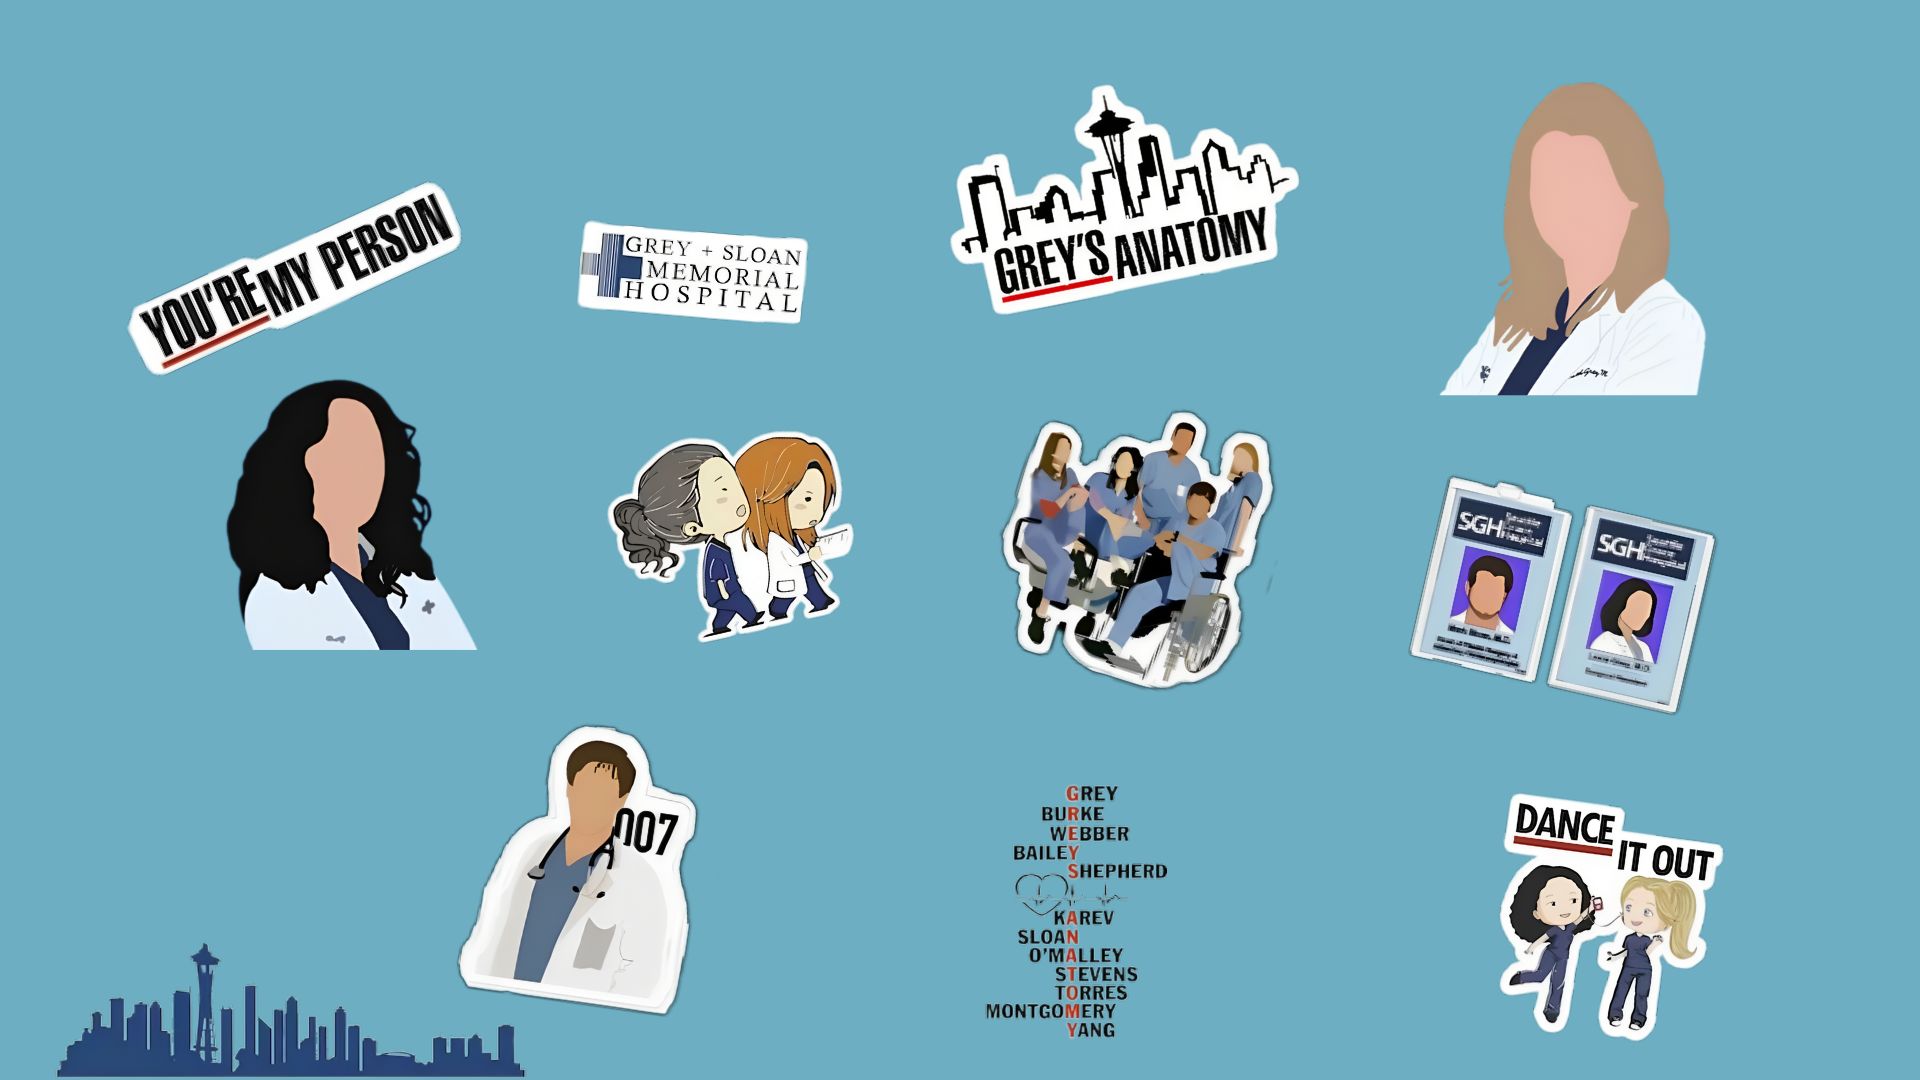 YOU'RE MY PERSON
GREY + SLOAN
MEMORIAL
HOSPITAL
GREY'S ANATOMY
SGH
SGH
007
GREY
BURKE
WEBBER
BAILEY
SHEPHERD
KAREV
SLOAN
O'MALLEY
STEVENS
TORRES
MONTGOMERY
YANG
DANCE
IT OUT